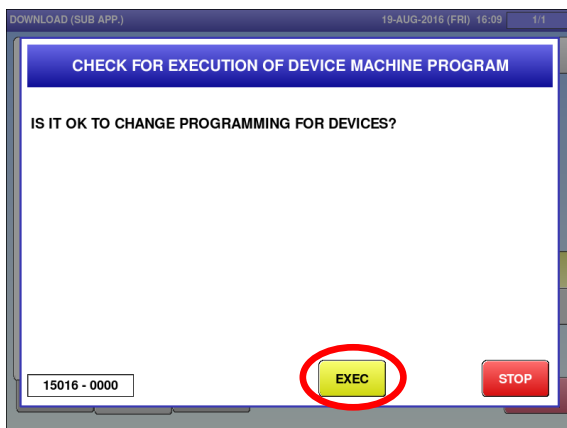 DOWNLOAD (SUB APP.) 19-AUG-2016 (FRI) 16:09 1/1
CHECK FOR EXECUTION OF DEVICE MACHINE PROGRAM
IS IT OK TO CHANGE PROGRAMMING FOR DEVICES?
15016 - 0000
EXEC
STOP